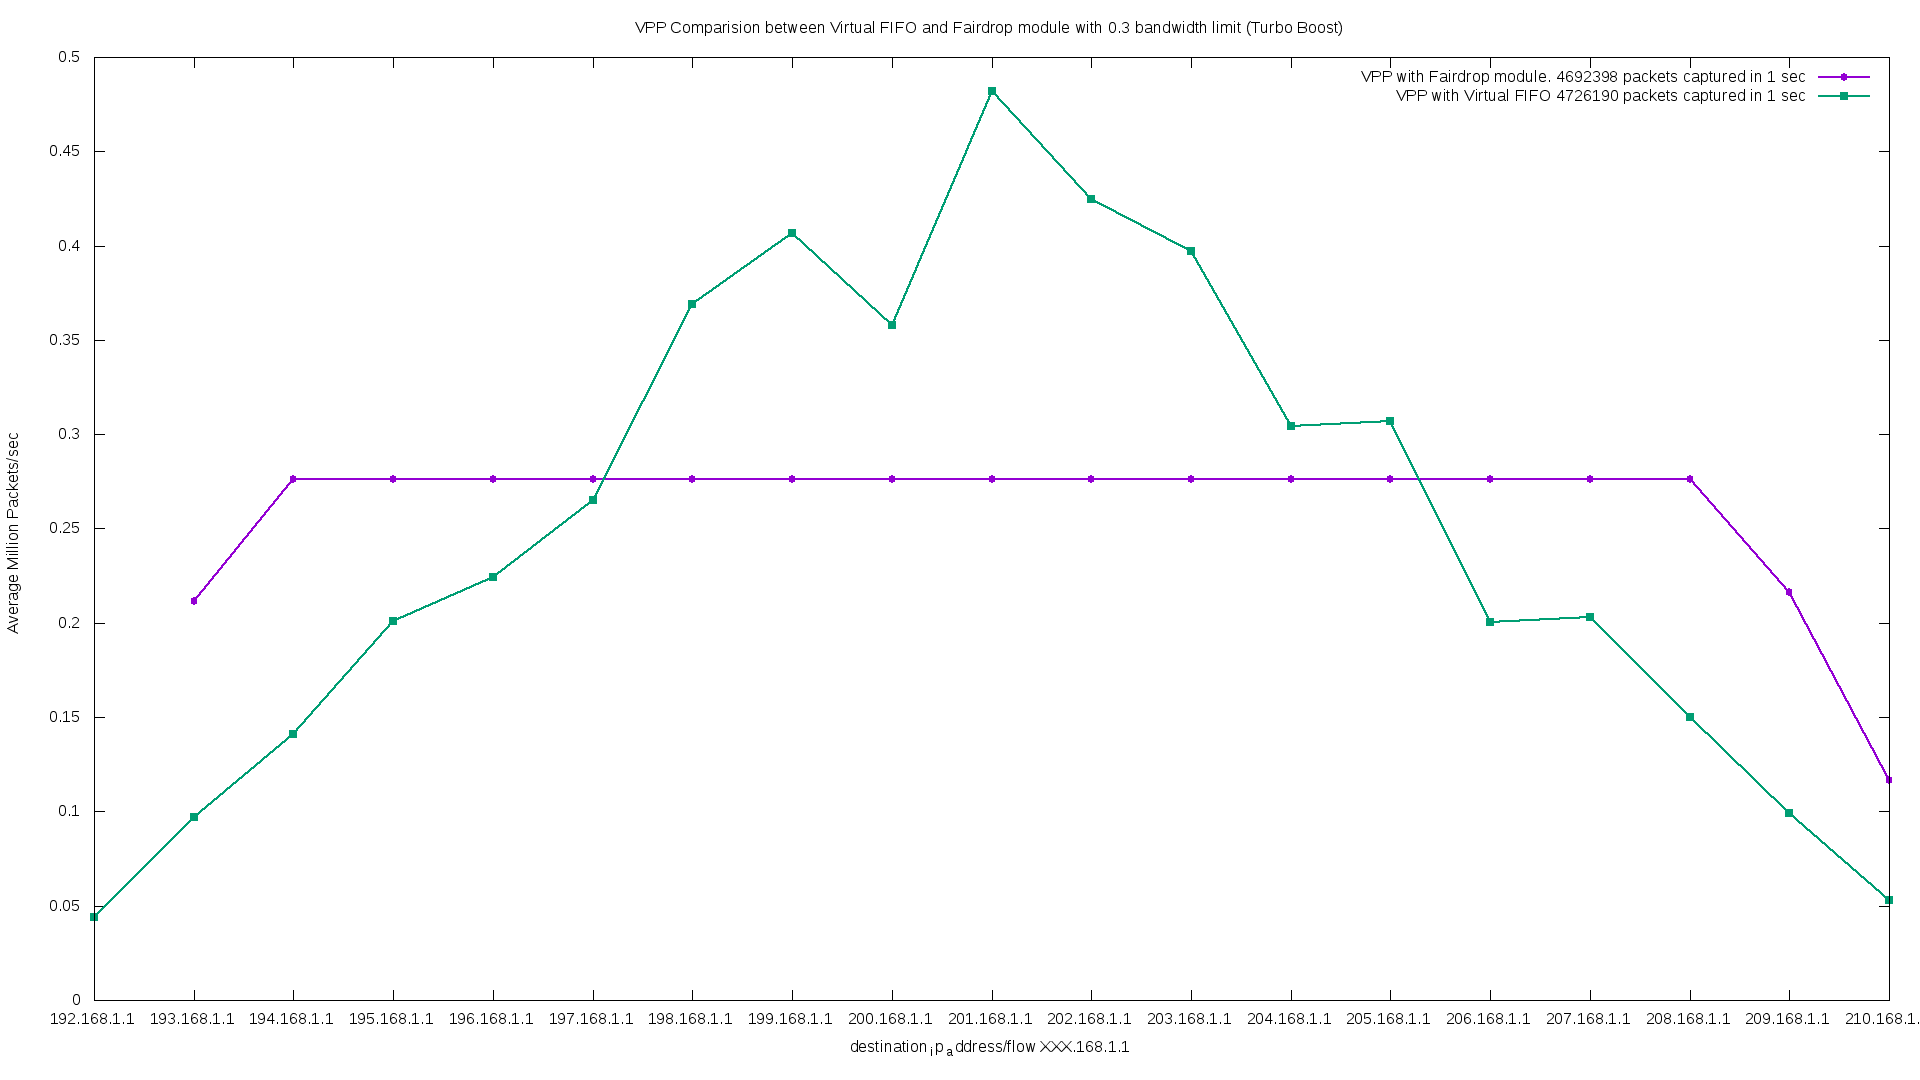 VPP Comparision between Virtual FIFO and Fairdrop module with 0.3 bandwidth limit (Turbo Boost)
VPP with Fairdrop module. 4692398 packets captured in 1 sec
VPP with Virtual FIFO 4726190 packets captured in 1 sec
0.5
0.45
0.4
0.35
0.3
0.25
0.2
0.15
0.1
0.05
0
Average Million Packets/sec
192.168.1.1 193.168.1.1 194.168.1.1 195.168.1.1 196.168.1.1 197.168.1.1 198.168.1.1 199.168.1.1 200.168.1.1 201.168.1.1 202.168.1.1 203.168.1.1 204.168.1.1 205.168.1.1 206.168.1.1 207.168.1.1 208.168.1.1 209.168.1.1 210.168.1.
destinationipaddress/flow XXX.168.1.1